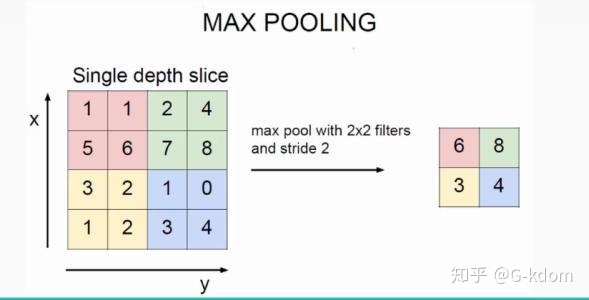 MAX POOLING
Single depth slice
x
1 1 2 4
5 6 7 8
3 2 1 0
1 2 3 4
y
max pool with 2x2 filters
and stride 2
6 8
3 4
知乎 @G-kdom